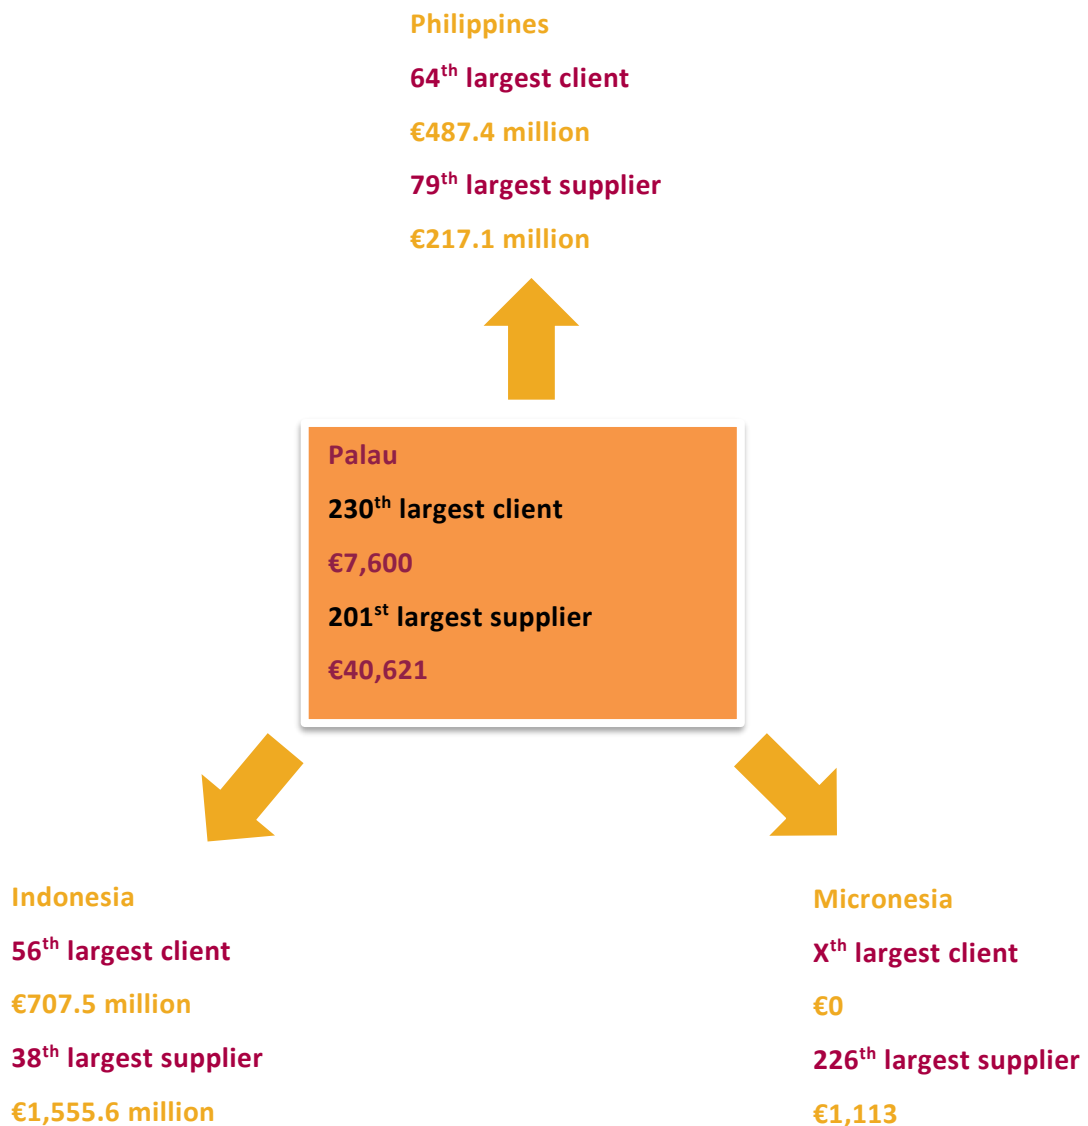 Philippines
64th largest client
€487.4 million
79th largest supplier
€217.1 million
Palau
230th largest client
€7,600
201st largest supplier
€40,621
Indonesia
56th largest client
€707.5 million
38th largest supplier
€1,555.6 million
Micronesia
Xth largest client
€0
226th largest supplier
€1,113